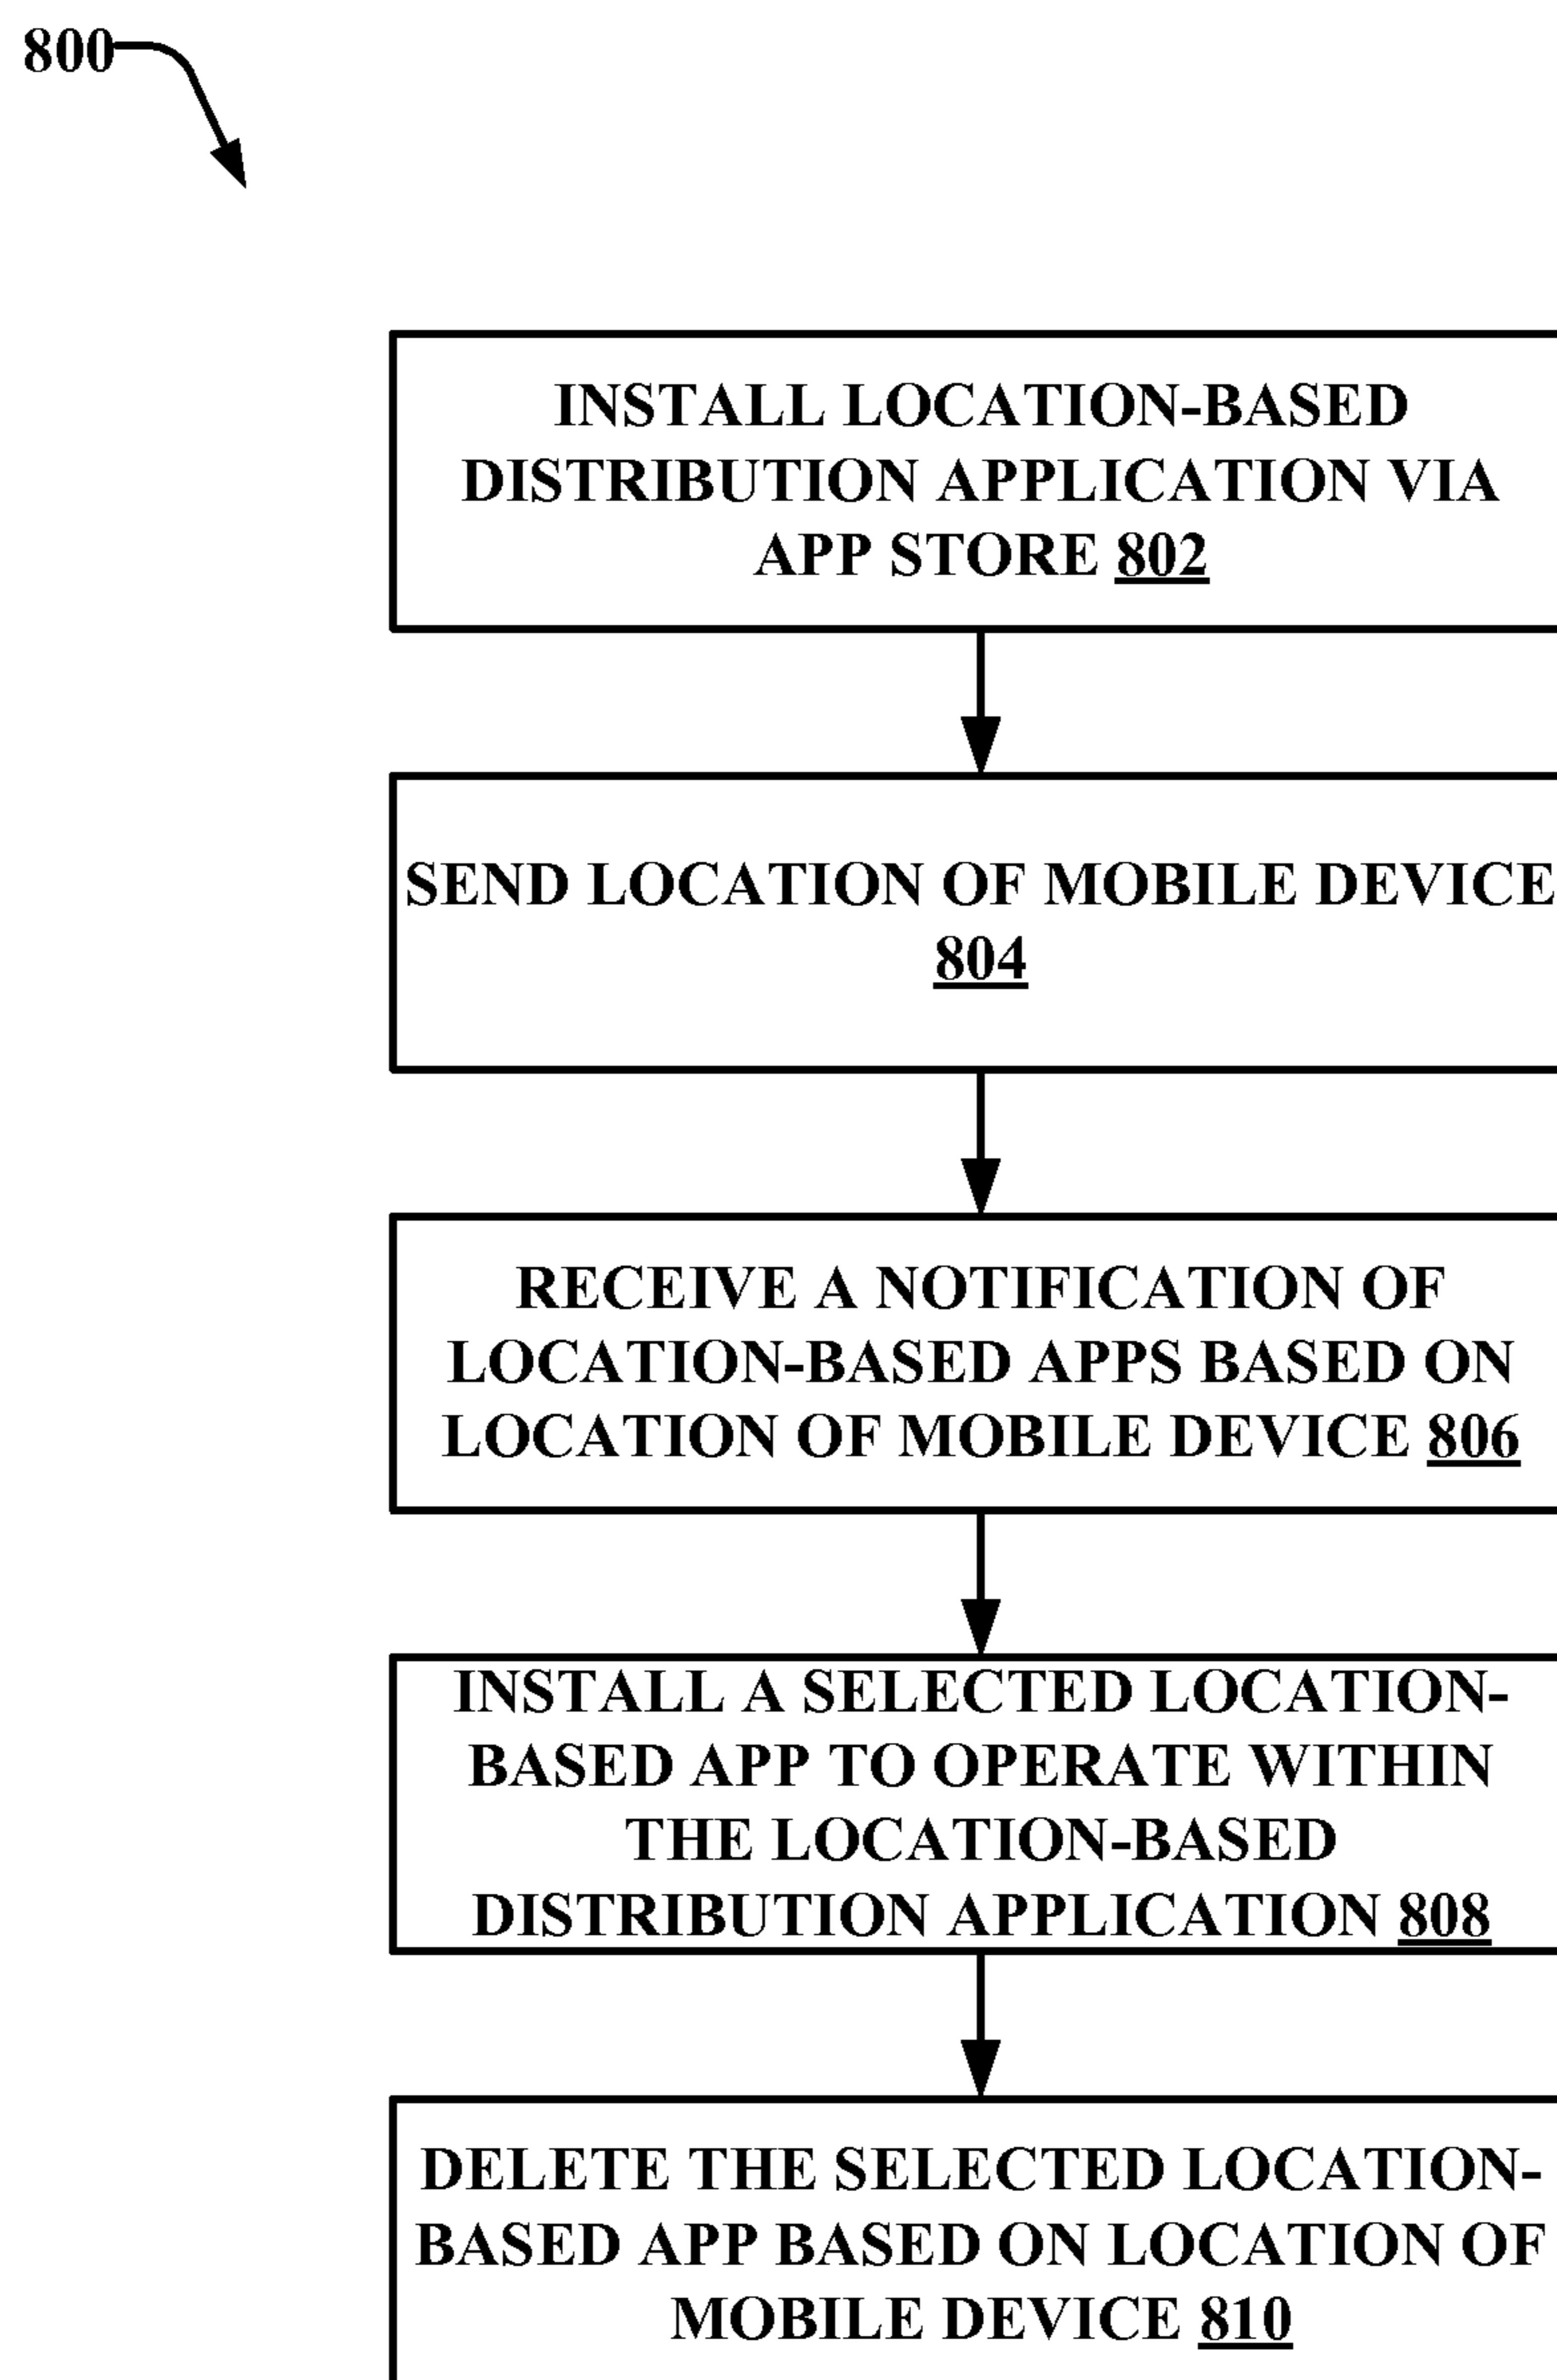 800
INSTALL LOCATION-BASED
DISTRIBUTION APPLICATION VIA
APP STORE 802
SEND LOCATION OF MOBILE DEVICE
804
RECEIVE A NOTIFICATION OF
LOCATION-BASED APPS BASED ON
LOCATION OF MOBILE DEVICE 806
INSTALL A SELECTED LOCATION-
BASED APP TO OPERATE WITHIN
THE LOCATION-BASED
DISTRIBUTION APPLICATION 808
DELETE THE SELECTED LOCATION-
BASED APP BASED ON LOCATION OF
MOBILE DEVICE 810